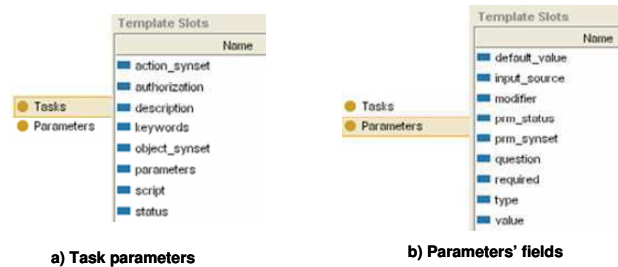 Template Slots
Name
action_synset
authorization
description
keywords
object_synset
parameters
script
status
Tasks
Parameters
a) Task parameters
Template Slots
Name
default_value
input_source
modifier
prm_status
prm_synset
question
required
type
value
Tasks
Parameters
b) Parameters' fields